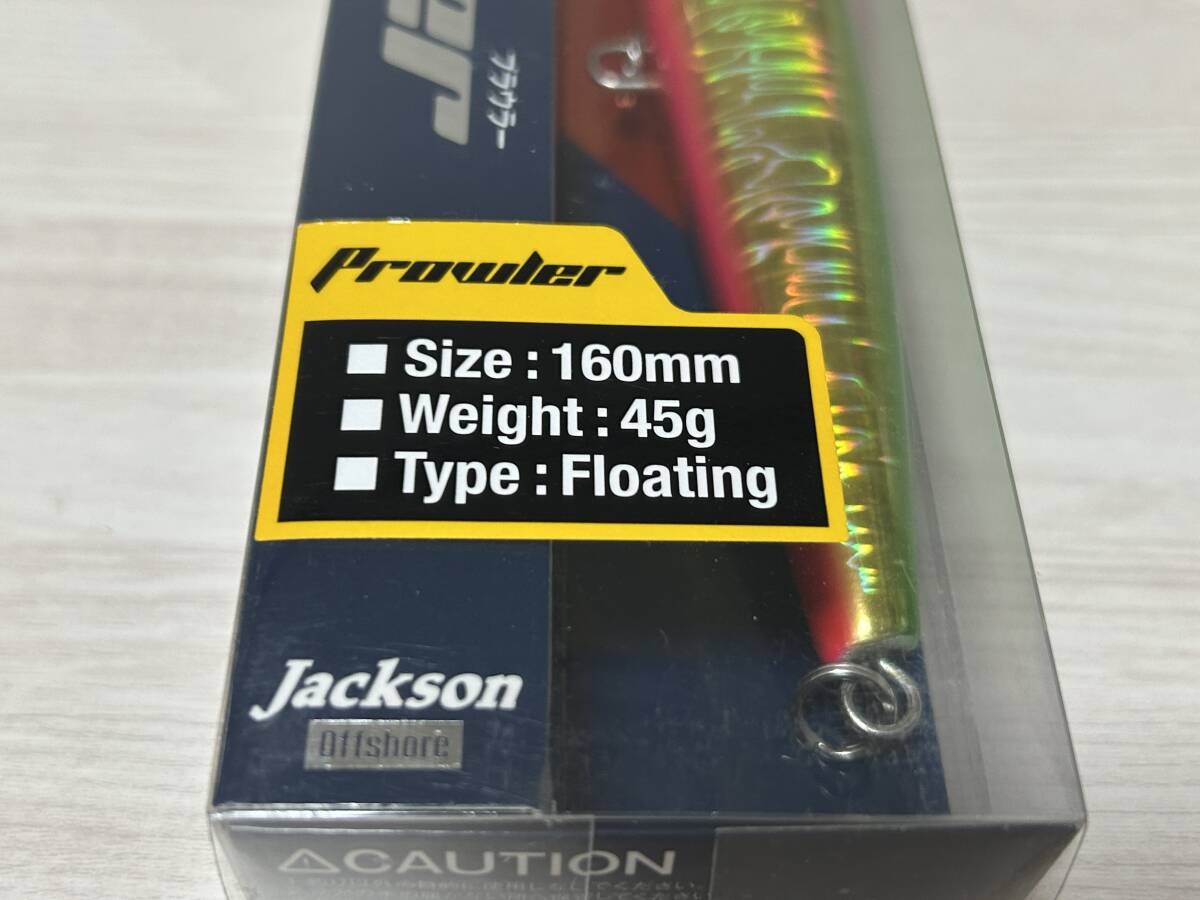 プラウラー
Prowler
Size : 160mm
Weight : 45g
Type : Floating
Jackson
Offshore
⚠CAUTION